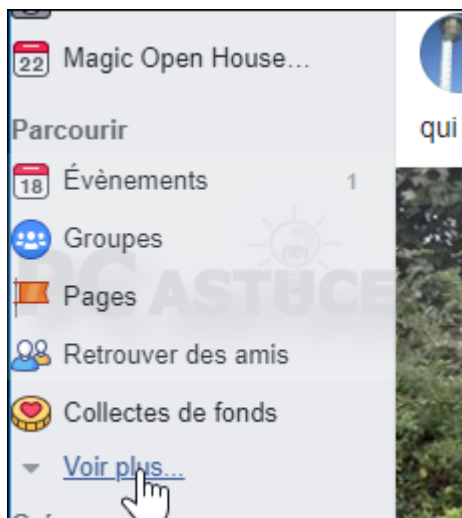 22 Magic Open House...
Parcourir
qui
18 Évènements 1
Groupes
PC ASTUCE
Pages
Retrouver des amis
Collectes de fonds
Voir plus...